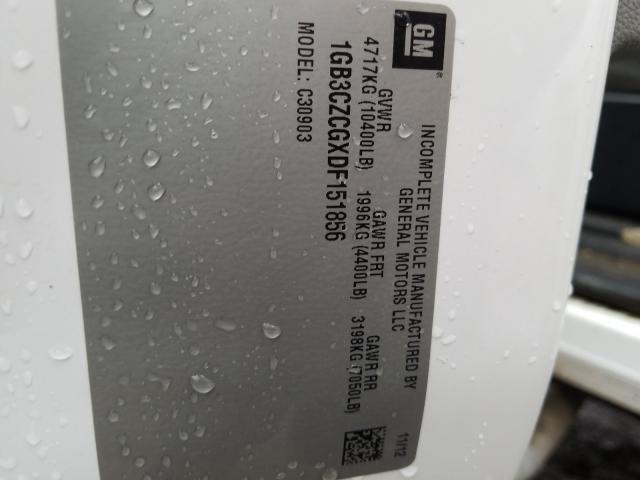 GM®
INCOMPLETE VEHICLE MANUFACTURED BY
GENERAL MOTORS LLC
11/12
GVWR GAWR FRT GAWR RR
4717KG (10400LB) 1996KG (4400LB) 3198KG (7050LB)
1GB3CZCGXDF151856
MODEL: C30903